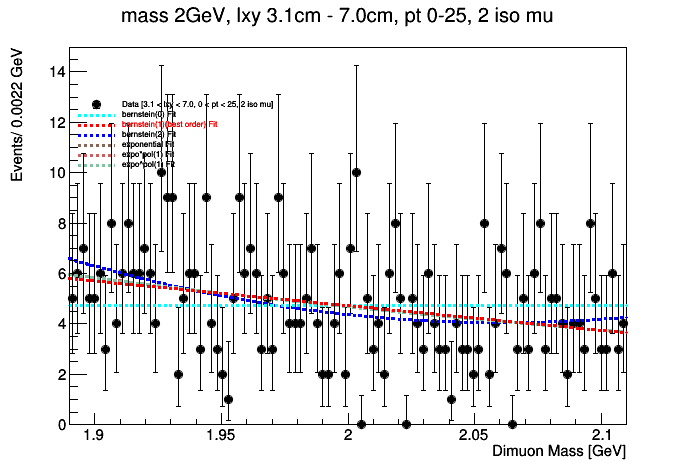 mass 2GeV, lxy 3.1cm - 7.0cm, pt 0-25, 2 iso mu
Events/ 0.0022 GeV
14
12
10
8
6
4
2
0
Data [3.1 < lxy < 7.0, 0 < pt < 25, 2 iso mu]
bernstein(0) Fit
bernstein(1) (best order) Fit
bernstein(2) Fit
exponential Fit
expo*pol(1) Fit
expo*pol(1) Fit
1.9 1.95 2 2.05 2.1
Dimuon Mass [GeV]